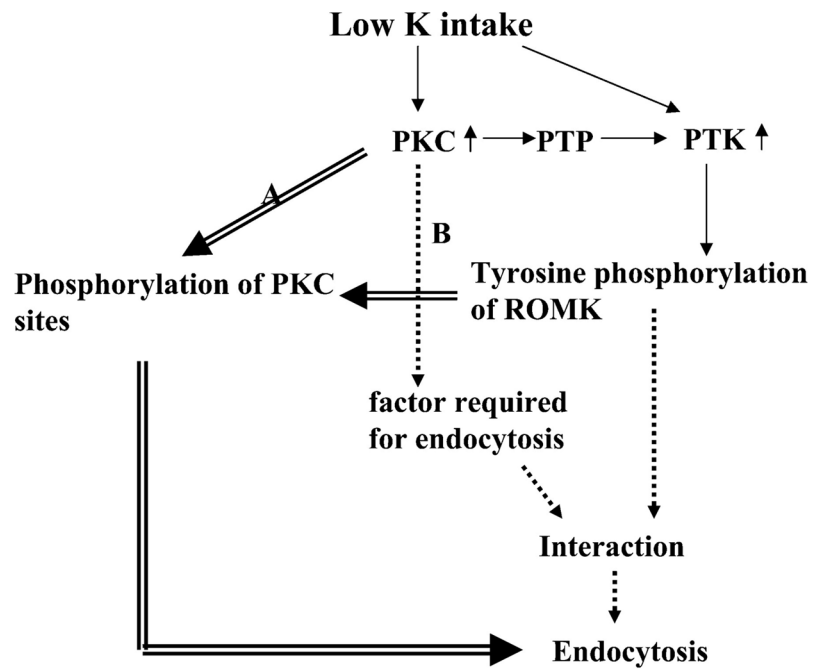 Low K intake
PKC
PTP
PTK
A
B
Phosphorylation of PKC
sites
Tyrosine phosphorylation
of ROMK
factor required
for endocytosis
Interaction
Endocytosis